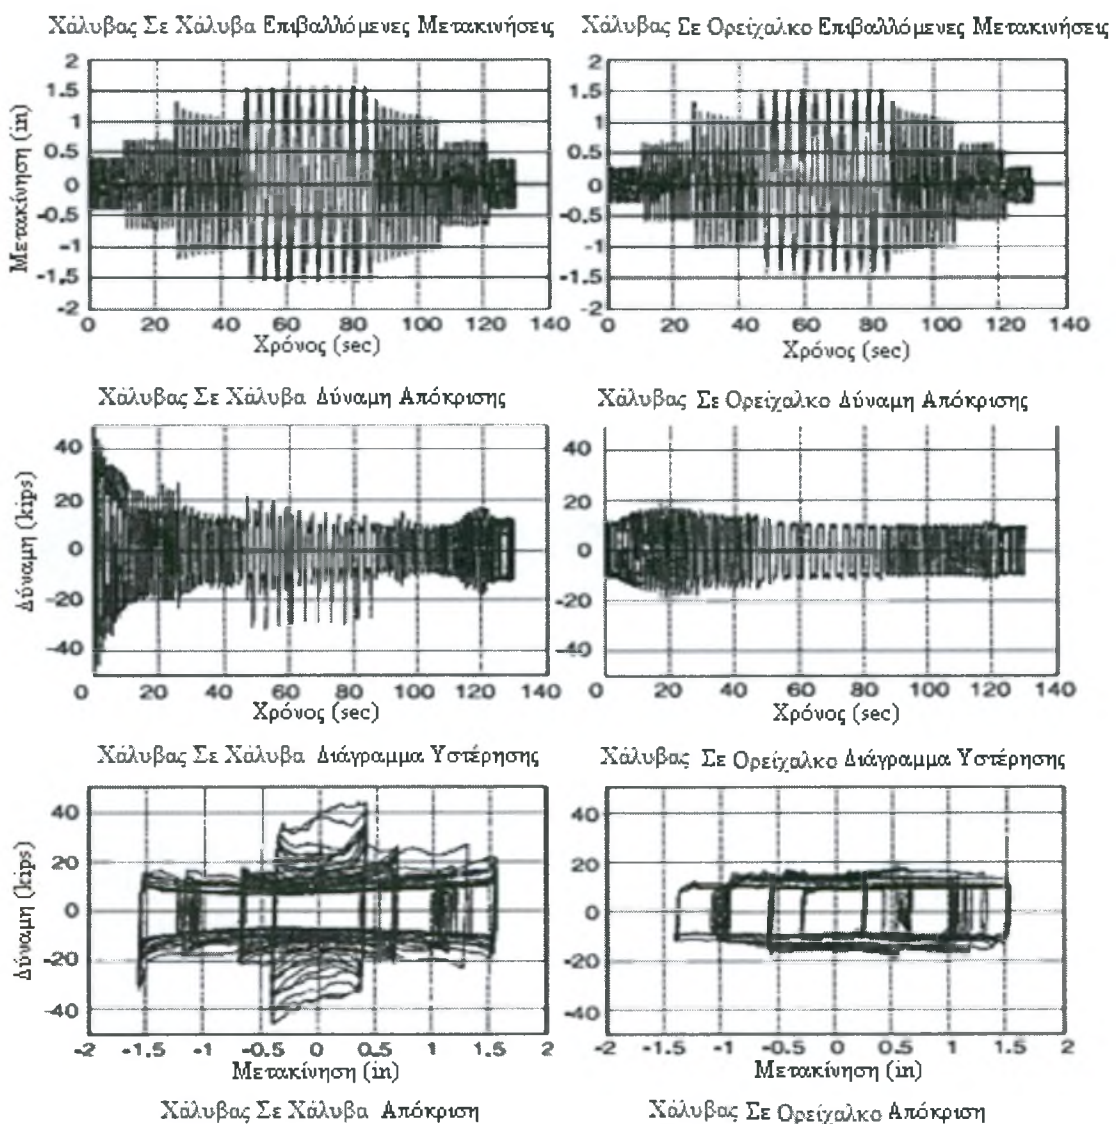 Χάλυβας Σε Χάλυβα Επιβαλλόμενες Μετακινήσεις
Χάλυβας Σε Ορείχαλκο Επιβαλλόμενες Μετακινήσεις
Μετακίνηση (in)
2
1.5
1
0.5
0
-0.5
-1
-1.5
-2
0 20 40 60 80 100 120 140
Χρόνος (sec)
2
1.5
1
0.5
0
-0.5
-1
-1.5
-2
0 20 40 60 80 100 120 140
Χρόνος (sec)
Χάλυβας Σε Χάλυβα Δύναμη Απόκρισης
Χάλυβας Σε Ορείχαλκο Δύναμη Απόκρισης
Δύναμη (kips)
40
20
0
-20
-40
0 20 40 60 80 100 120 140
Χρόνος (sec)
40
20
0
-20
-40
0 20 40 60 80 100 120 140
Χρόνος (sec)
Χάλυβας Σε Χάλυβα Διάγραμμα Υστέρησης
Χάλυβας Σε Ορείχαλκο Διάγραμμα Υστέρησης
Δύναμη (kips)
40
20
0
-20
-40
-2 -1.5 -1 -0.5 0 0.5 1 1.5 2
Μετακίνηση (in)
40
20
0
-20
-40
-2 -1.5 -1 -0.5 0 0.5 1 1.5 2
Μετακίνηση (in)
Χάλυβας Σε Χάλυβα Απόκριση
Χάλυβας Σε Ορείχαλκο Απόκριση